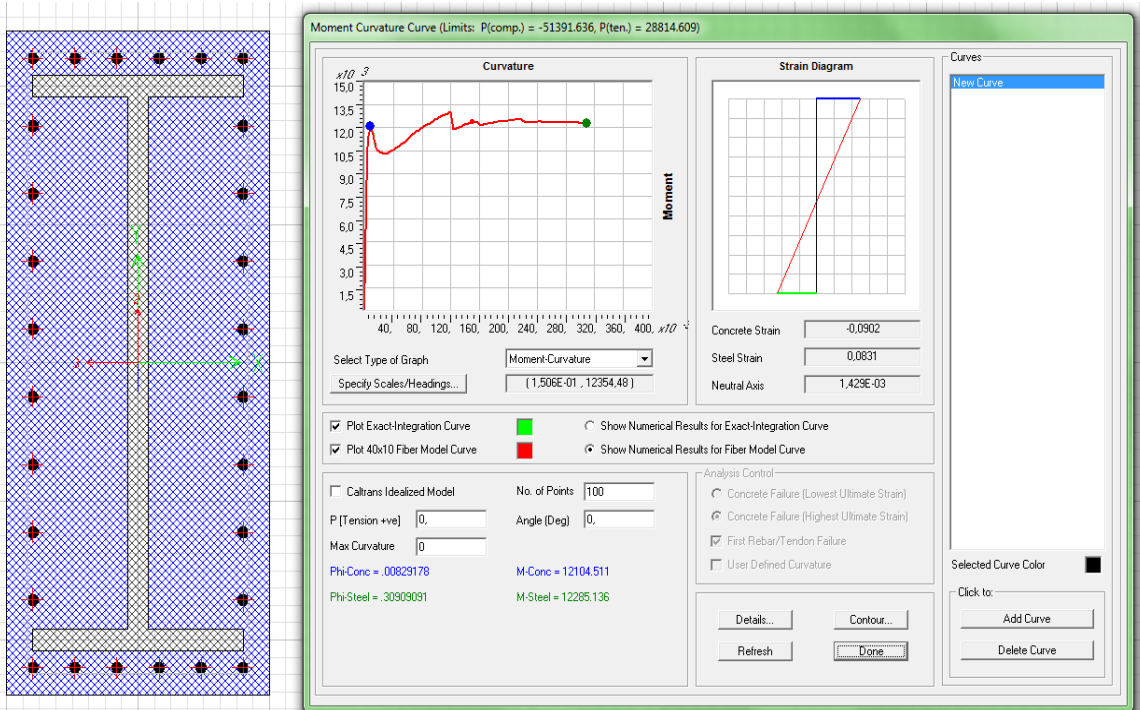 Moment Curvature Curve (Limits:  P(comp.) = -51391.636, P(ten.) = 28814.609)
Curvature
x10 3
15,0
13,5
12,0
10,5
9,0
7,5
6,0
4,5
3,0
1,5
40, 80, 120, 160, 200, 240, 280, 320, 360, 400, x10 -3
Moment
Select Type of Graph
Moment-Curvature
Specify Scales/Headings...
( 1,506E-01 , 12354,48 )
Strain Diagram
Concrete Strain -0,0902
Steel Strain 0,0831
Neutral Axis 1,429E-03
Curves
New Curve
Plot Exact-Integration Curve
Show Numerical Results for Exact-Integration Curve
Plot 40x10 Fiber Model Curve
Show Numerical Results for Fiber Model Curve
Caltrans Idealized Model
No. of Points 100
P [Tension +ve] 0,
Angle (Deg) 0,
Max Curvature 0
Phi-Conc = .00829178
M-Conc = 12104.511
Phi-Steel = .30909091
M-Steel = 12285.136
Analysis Control
Concrete Failure (Lowest Ultimate Strain)
Concrete Failure (Highest Ultimate Strain)
First Rebar/Tendon Failure
User Defined Curvature
Details...
Contour...
Refresh
Done
Selected Curve Color
Click to:
Add Curve
Delete Curve
Y
2
3
X